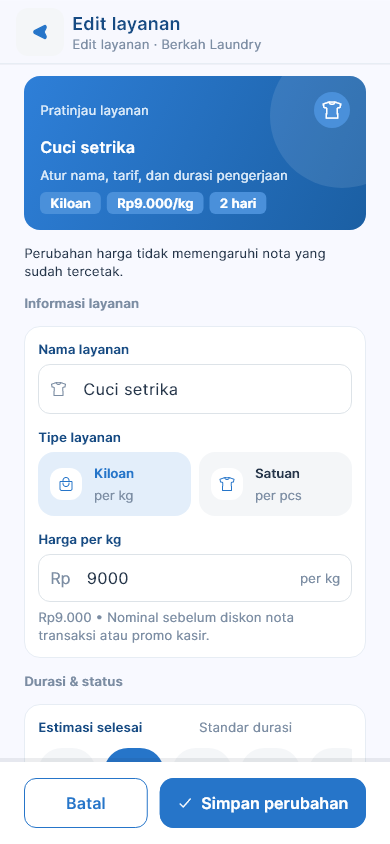 Edit layanan
Edit layanan · Berkah Laundry
Pratinjau layanan
Cuci setrika
Atur nama, tarif, dan durasi pengerjaan
Kiloan
Rp9.000/kg
2 hari
Perubahan harga tidak memengaruhi nota yang
sudah tercetak.
Informasi layanan
Nama layanan
Cuci setrika
Tipe layanan
Kiloan
per kg
Satuan
per pcs
Harga per kg
Rp 9000 per kg
Rp9.000 • Nominal sebelum diskon nota
transaksi atau promo kasir.
Durasi & status
Estimasi selesai
Standar durasi
Batal
Simpan perubahan